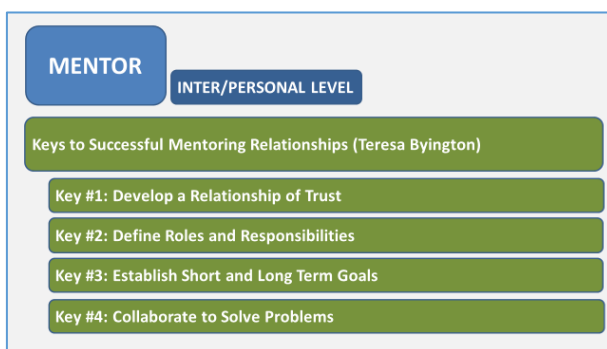 MENTOR
INTER/PERSONAL LEVEL
Keys to Successful Mentoring Relationships (Teresa Byington)
Key #1: Develop a Relationship of Trust
Key #2: Define Roles and Responsibilities
Key #3: Establish Short and Long Term Goals
Key #4: Collaborate to Solve Problems